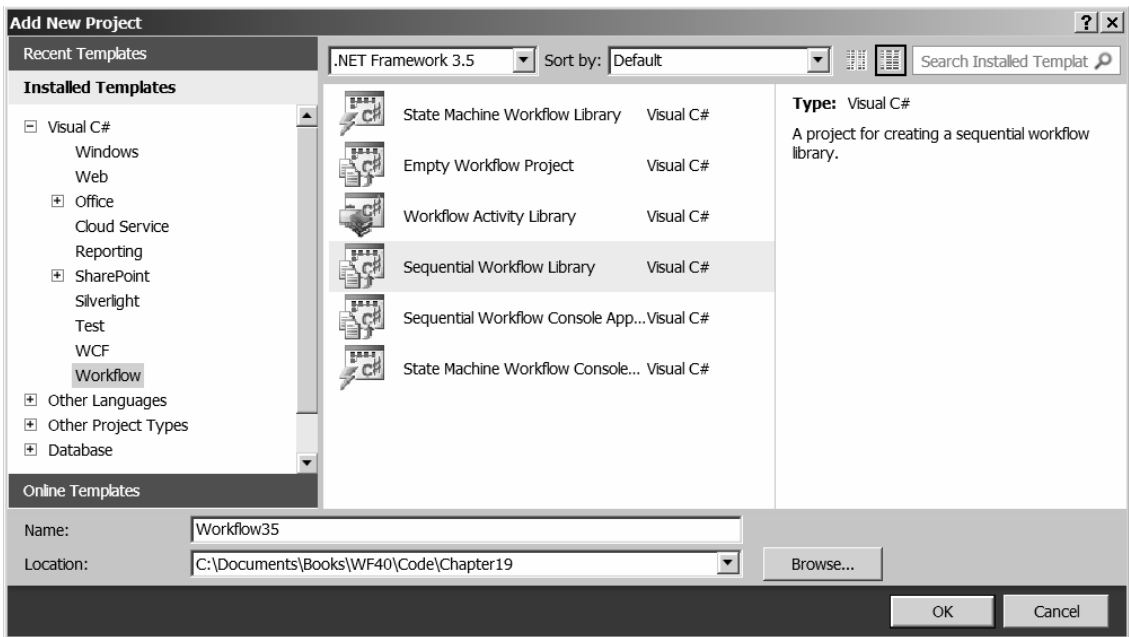 Add New Project
Recent Templates
.NET Framework 3.5
Sort by: Default
Search Installed Templat
Installed Templates
Visual C#
Windows
Web
Office
Cloud Service
Reporting
SharePoint
Silverlight
Test
WCF
Workflow
Other Languages
Other Project Types
Database
Online Templates
State Machine Workflow Library Visual C#
Empty Workflow Project Visual C#
Workflow Activity Library Visual C#
Sequential Workflow Library Visual C#
Sequential Workflow Console App... Visual C#
State Machine Workflow Console... Visual C#
Type: Visual C#
A project for creating a sequential workflow
library.
Name: Workflow35
Location: C:\Documents\Books\WF40\Code\Chapter19
Browse...
OK Cancel